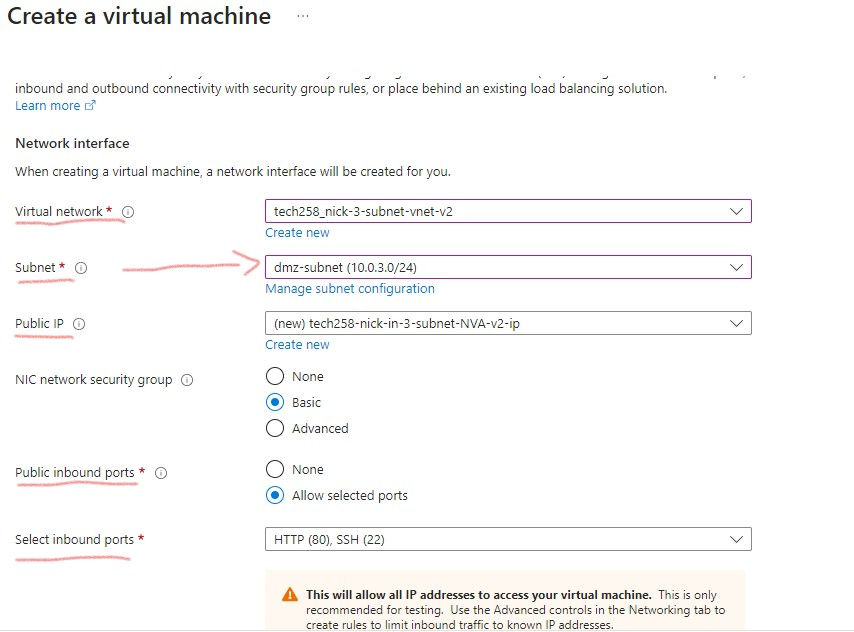 Create a virtual machine ...
inbound and outbound connectivity with security group rules, or place behind an existing load balancing solution.
Learn more
Network interface
When creating a virtual machine, a network interface will be created for you.
Virtual network *
tech258_nick-3-subnet-vnet-v2
Create new
Subnet *
dmz-subnet (10.0.3.0/24)
Manage subnet configuration
Public IP
(new) tech258-nick-in-3-subnet-NVA-v2-ip
Create new
NIC network security group
None
Basic
Advanced
Public inbound ports *
None
Allow selected ports
Select inbound ports *
HTTP (80), SSH (22)
This will allow all IP addresses to access your virtual machine. This is only
recommended for testing. Use the Advanced controls in the Networking tab to
create rules to limit inbound traffic to known IP addresses.